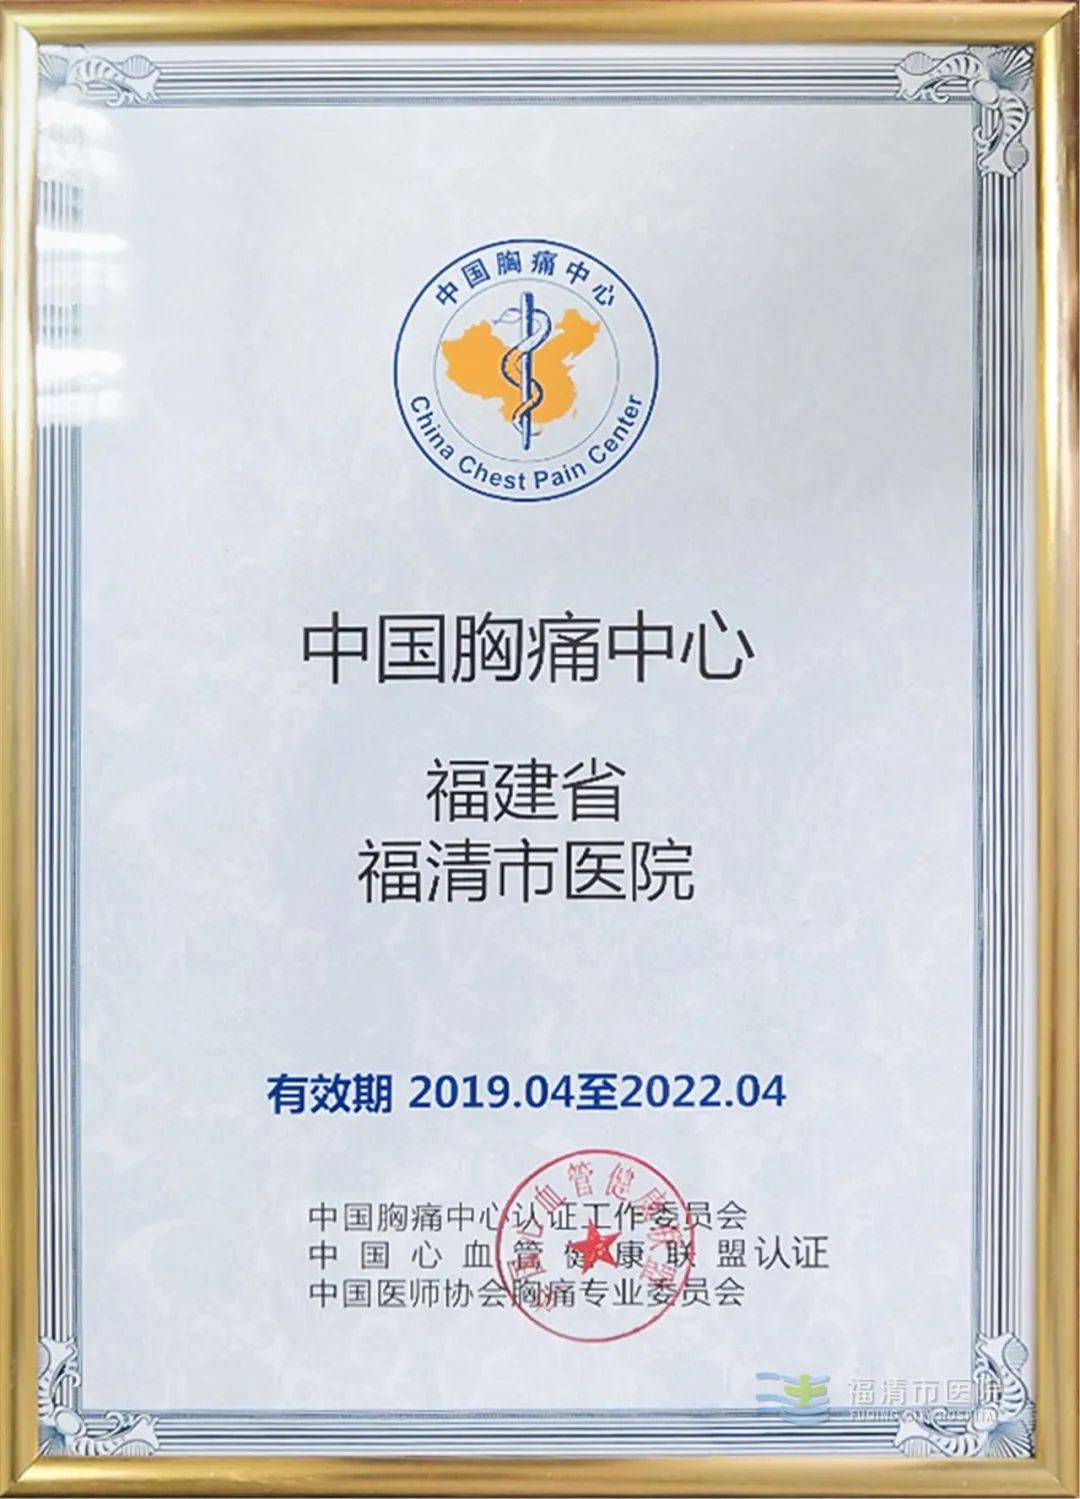 中国胸痛中心
China Chest Pain Center
中国胸痛中心
福建省
福清市医院
有效期 2019.04至2022.04
中国胸痛中心认证工作委员会
中国心血管健康联盟认证
中国医师协会胸痛专业委员会
福清市医院
FUQING CITY HOSPITAL